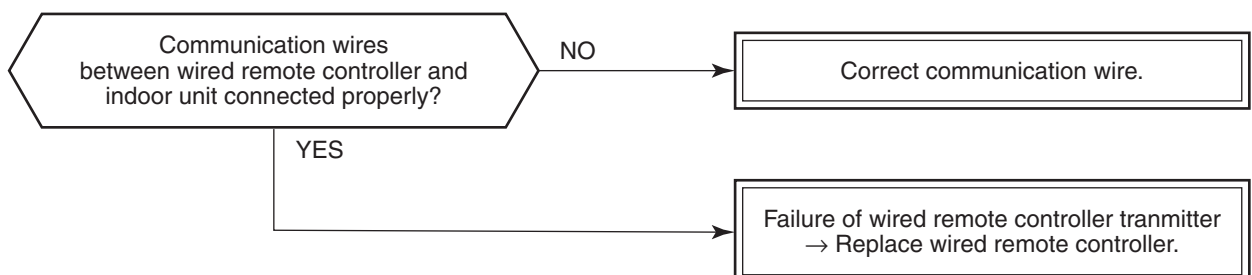 Communication wires
between wired remote controller and
indoor unit connected properly?
NO
Correct communication wire.
YES
Failure of wired remote controller tranmitter
→ Replace wired remote controller.